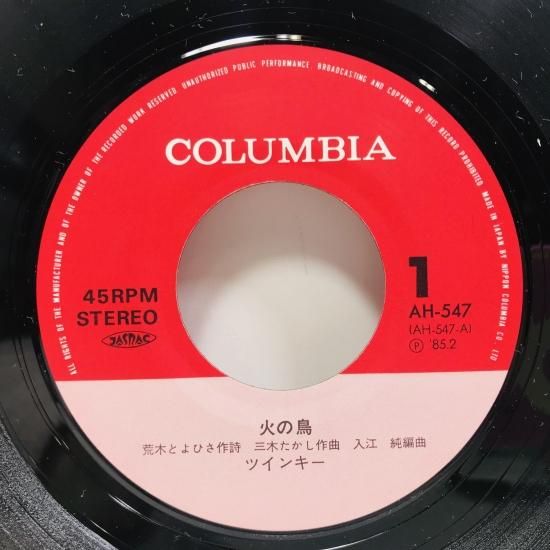 ALL RIGHTS OF THE MANUFACTURER AND OF THE OWNER OF THE RECORDED WORK RESERVED. UNAUTHORIZED PUBLIC PERFORMANCE, BROADCASTING AND COPYING OF THIS RECORD PROHIBITED. MADE IN JAPAN BY NIPPON COLUMBIA CO., LTD
COLUMBIA
45RPM
STEREO
JASRAC
1
AH-547
(AH-547-A)
Ⓟ '85.2
火の鳥
荒木とよひさ作詩 三木たかし作曲 入江 純編曲
ツインキー